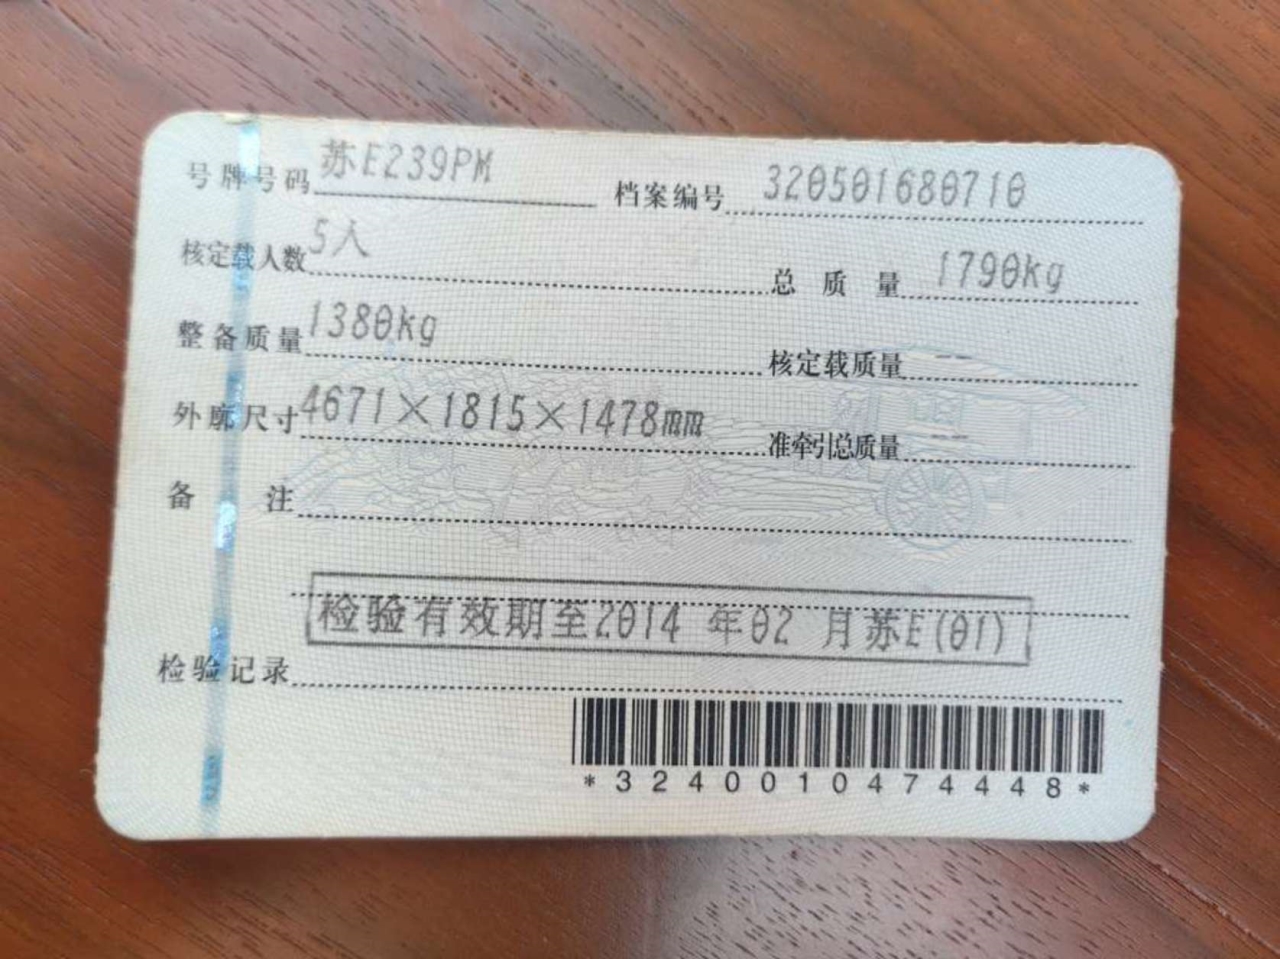 号牌号码 苏E239PM 档案编号 320501680710
核定载人数 5人 总质量 1790kg
整备质量 1380kg 核定载质量 --
外廓尺寸 4671×1815×1478mm 准牵引总质量 --
备注
检验有效期至2014 年02 月苏E(01)
检验记录
*3240010474448*